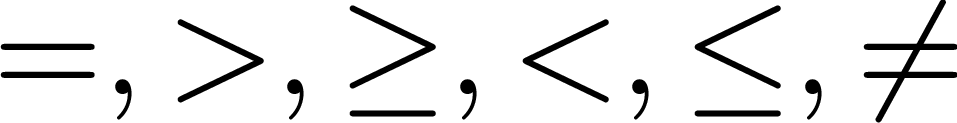 =, >, ≥, <, ≤, ≠